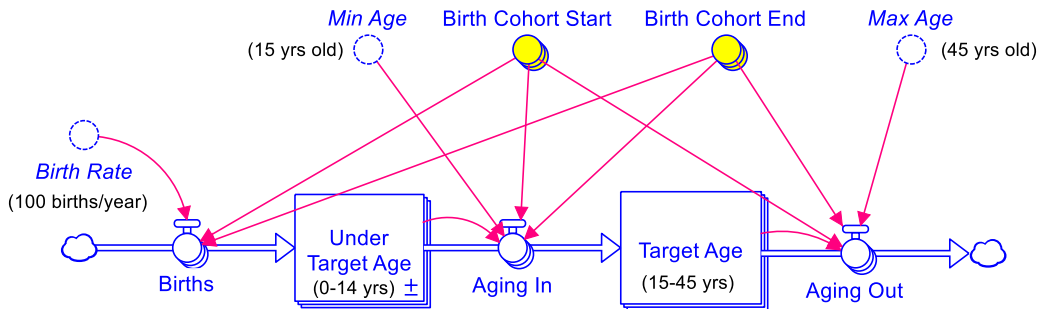 Min Age
Birth Cohort Start
Birth Cohort End
Max Age
(15 yrs old)
(45 yrs old)
Birth Rate
(100 births/year)
Under
Target Age
(0-14 yrs) ±
Target Age
(15-45 yrs)
Births
Aging In
Aging Out